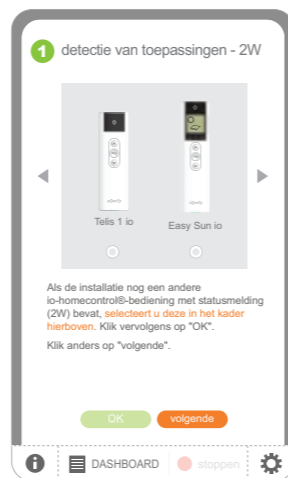 1 detectie van toepassingen - 2W
Telis 1 io
Easy Sun io
Als de installatie nog een andere
io-homecontrol®-bediening met statusmelding
(2W) bevat, selecteert u deze in het kader
hierboven. Klik vervolgens op "OK".
Klik anders op "volgende".
OK
volgende
DASHBOARD
stoppen